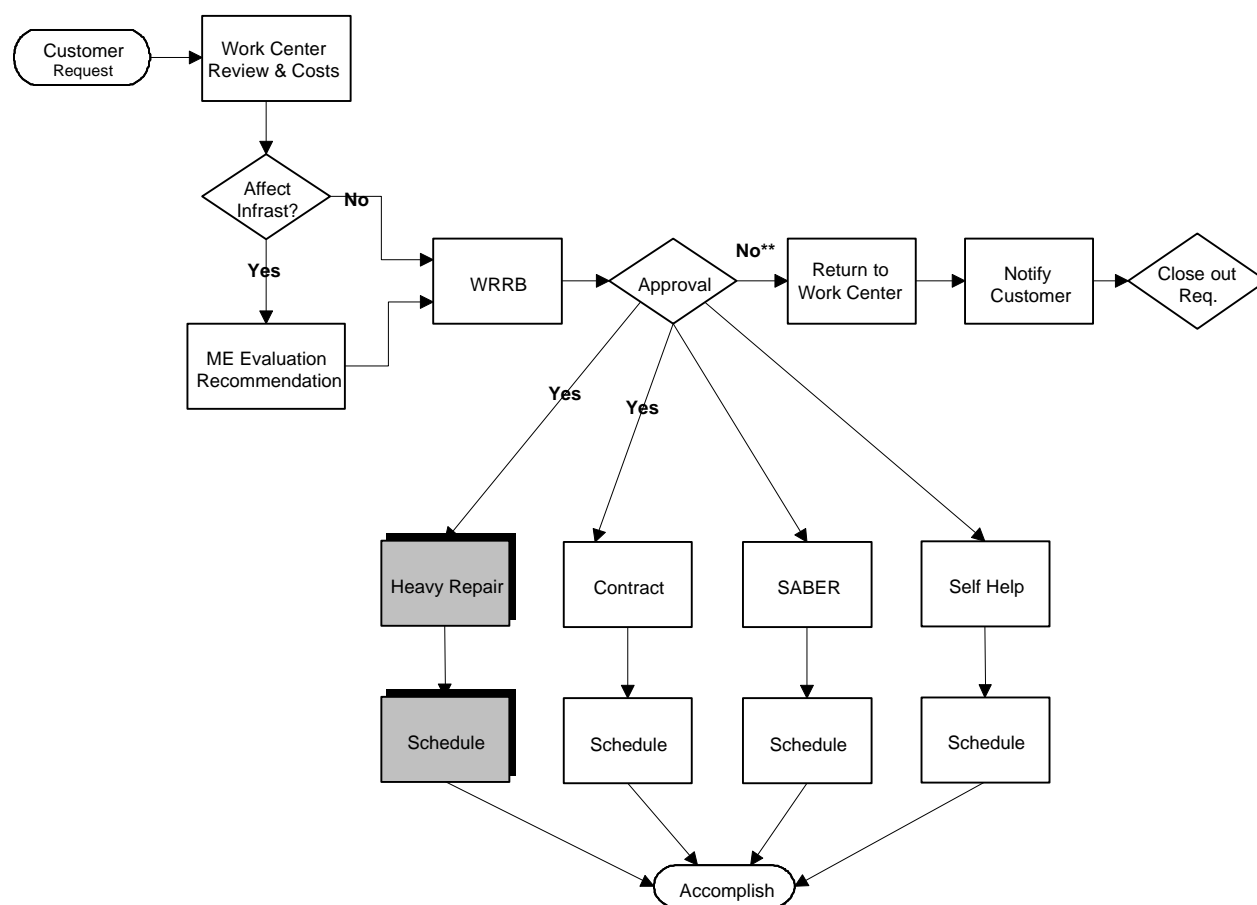 Customer
Request
Work Center
Review & Costs
Affect
Infrast?
No
Yes
ME Evaluation
Recommendation
WRRB
Approval
No**
Return to
Work Center
Notify
Customer
Close out
Req.
Yes
Yes
Heavy Repair
Contract
SABER
Self Help
Schedule
Schedule
Schedule
Schedule
Accomplish